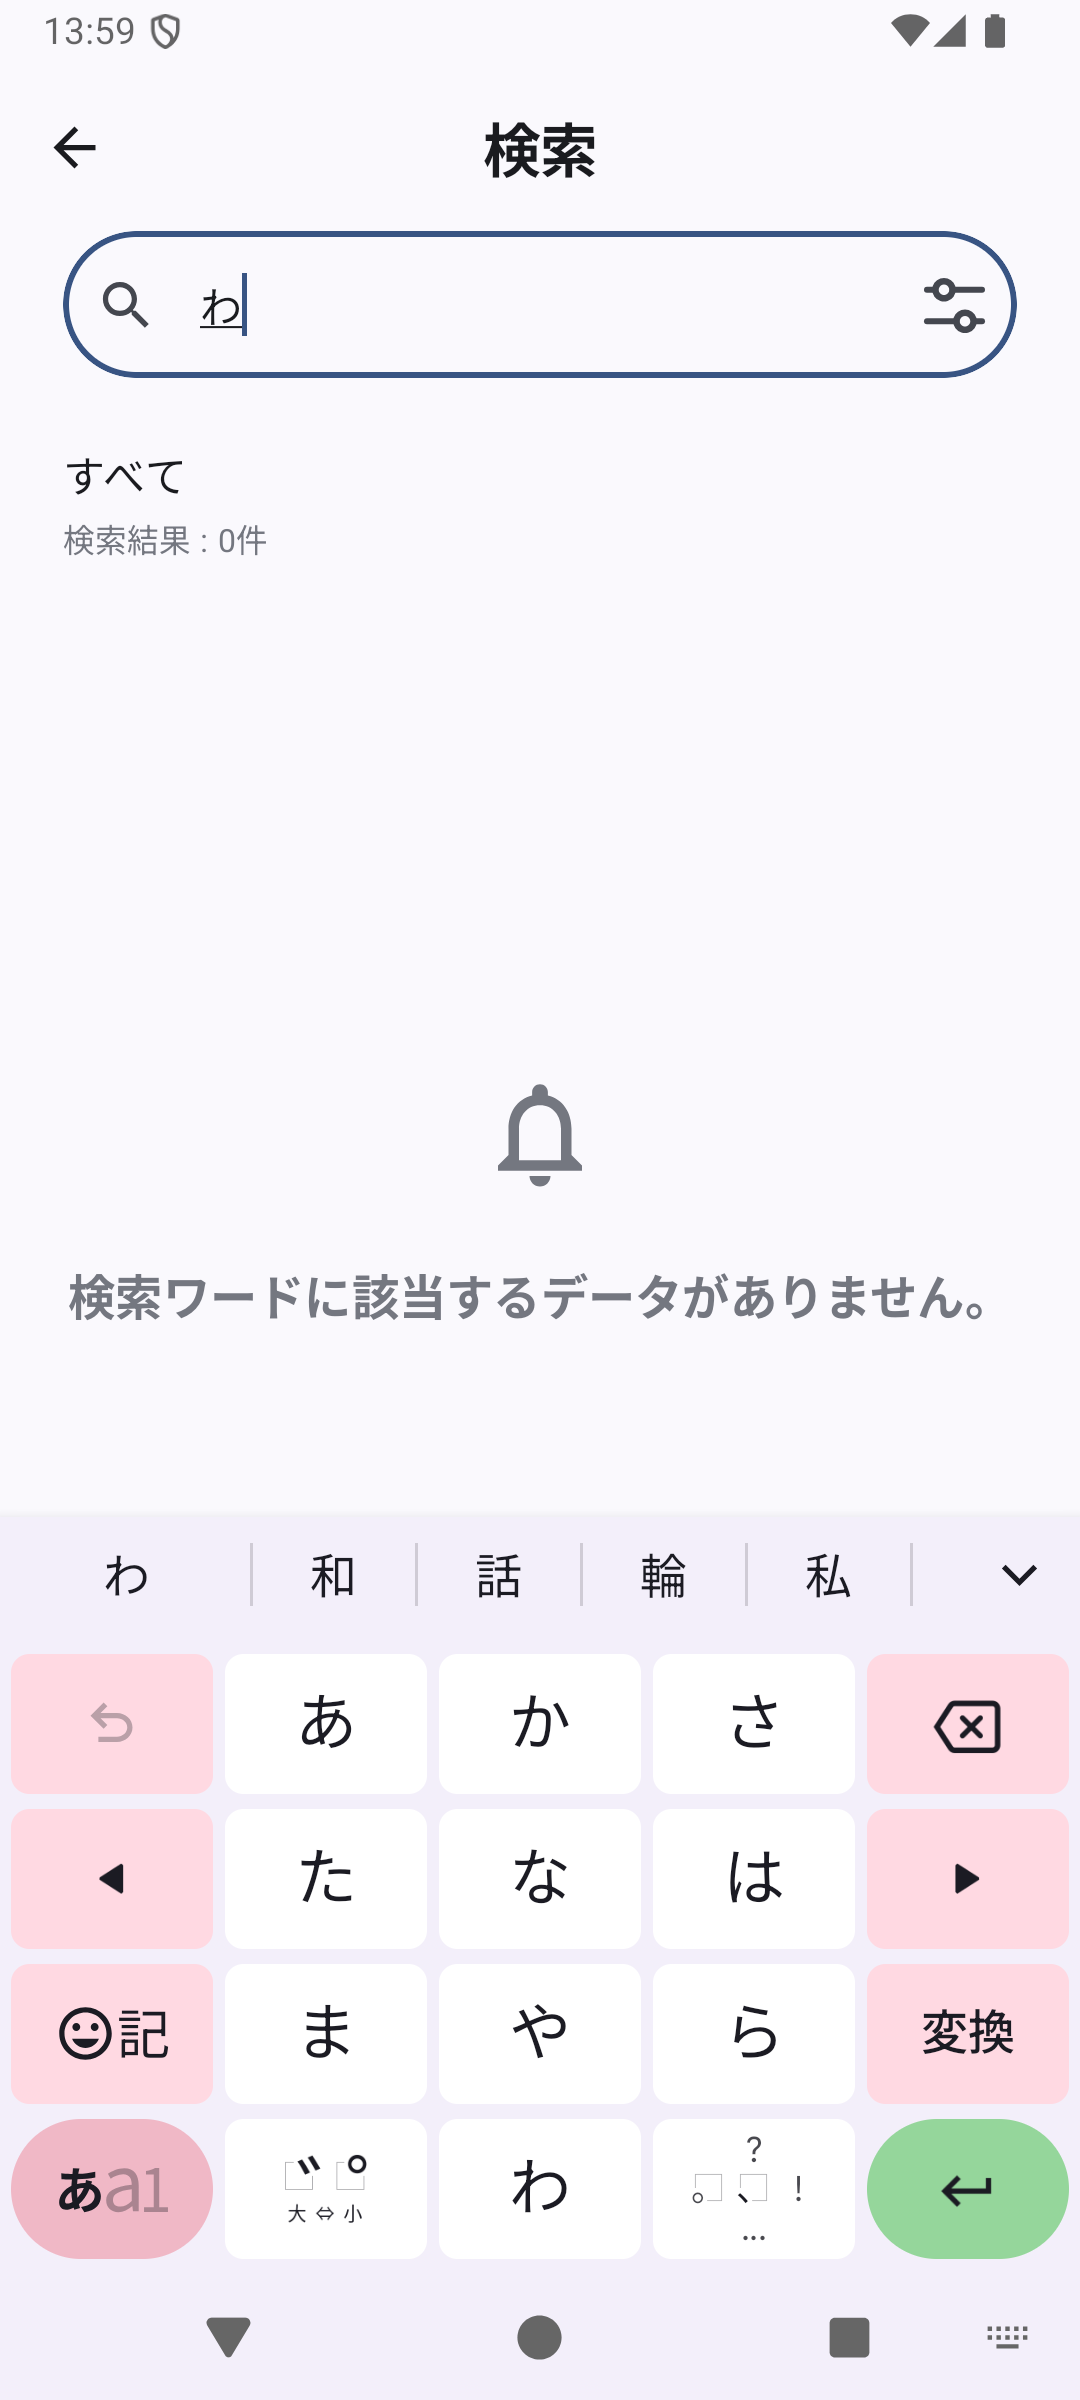 13:59
検索
わ
すべて
検索結果 : 0件
検索ワードに該当するデータがありません。
わ 和 話 輪 私
あ か さ
た な は
ま や ら
記 変換
あa1
゛゜
大 ⇔ 小
わ
?
。 、 !
...